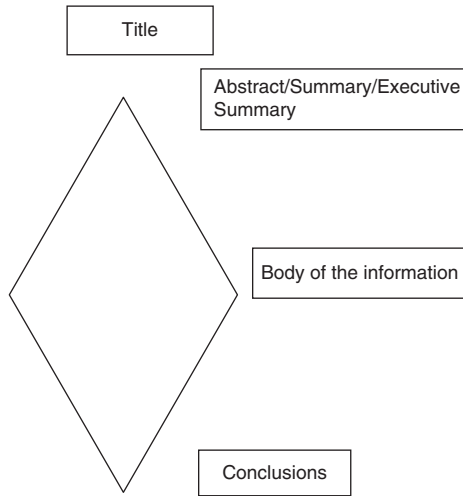 Title
Abstract/Summary/Executive
Summary
Body of the information
Conclusions